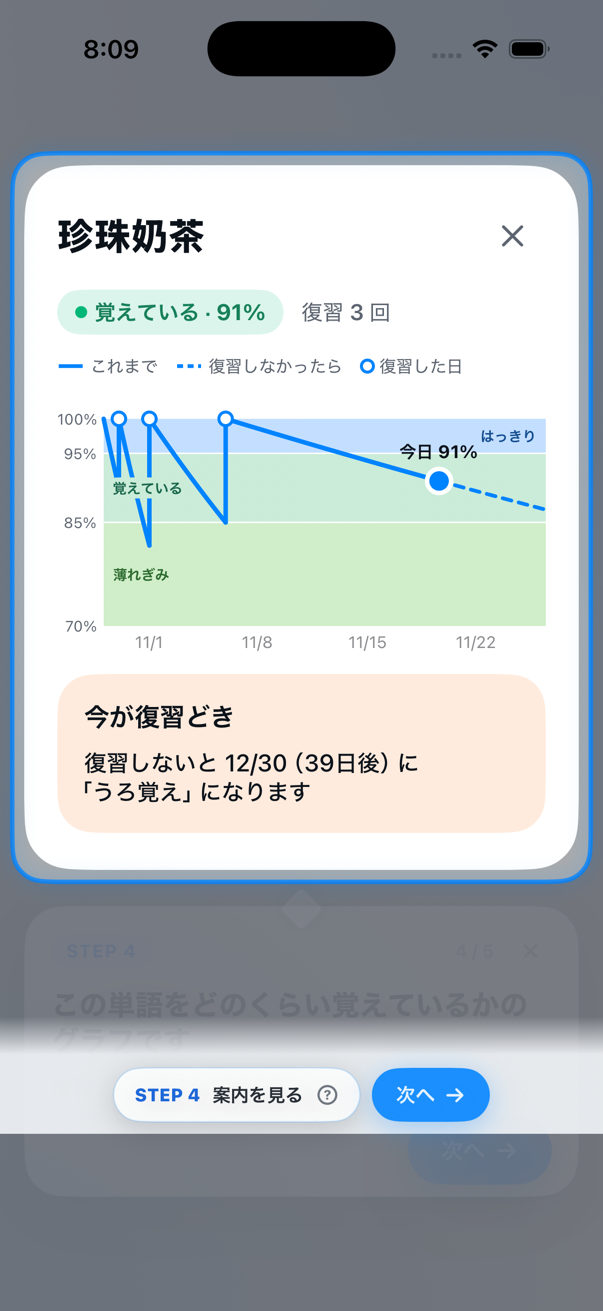 8:09
珍珠奶茶
覚えている · 91%
復習 3 回
これまで
復習しなかったら
復習した日
100%
95%
85%
70%
はっきり
今日 91%
覚えている
薄れぎみ
11/1
11/8
11/15
11/22
今が復習どき
復習しないと 12/30（39日後）に
「うろ覚え」になります
STEP 4
4 / 5
この単語をどのくらい覚えているかの
グラフです
STEP 4 案内を見る ?
次へ →
次へ →